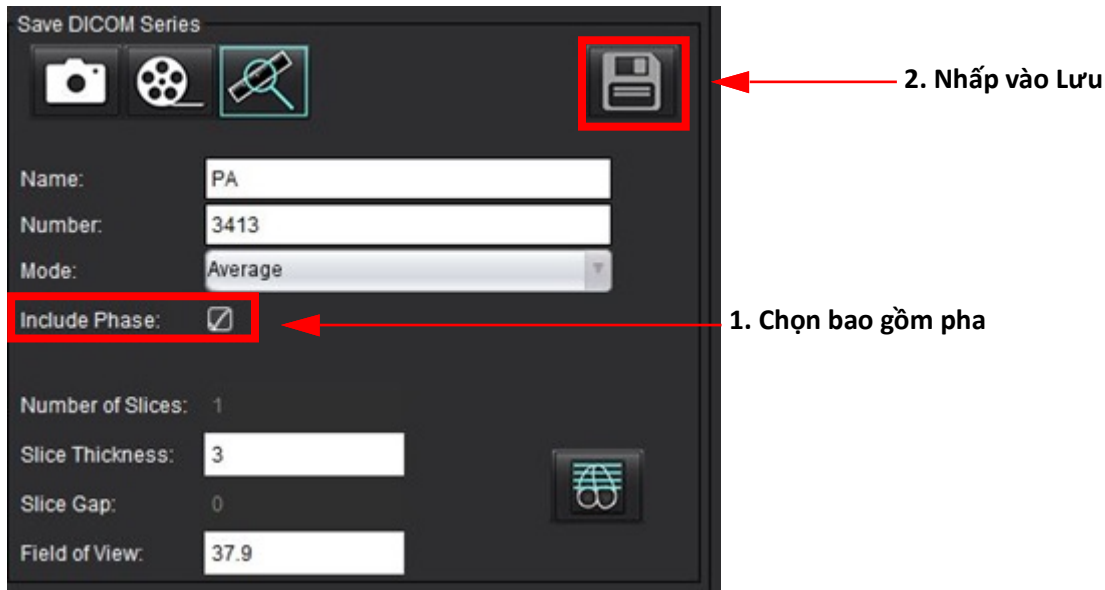 Save DICOM Series
2. Nhấp vào Lưu
Name: PA
Number: 3413
Mode: Average
Include Phase:
1. Chọn bao gồm pha
Number of Slices: 1
Slice Thickness: 3
Slice Gap: 0
Field of View: 37.9